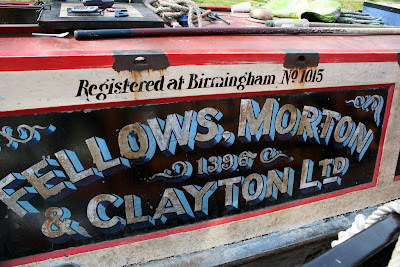 Registered at Birmingham No 1015
FELLOWS, MORTON
1396
& CLAYTON LTD